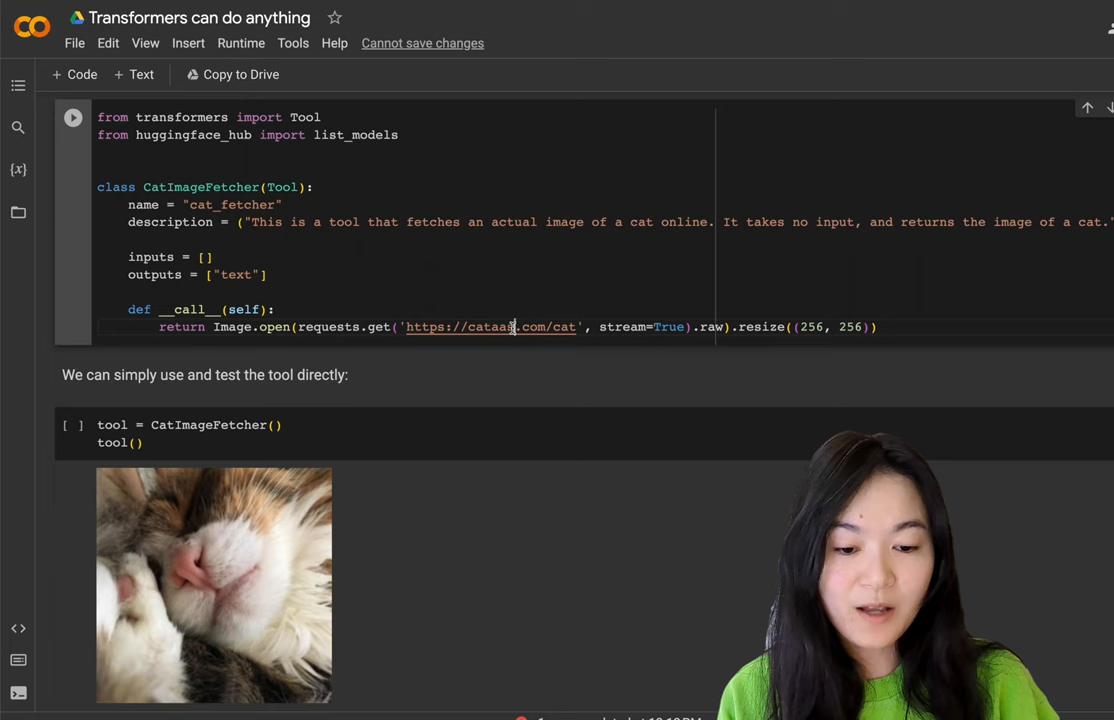 Transformers can do anything
File Edit View Insert Runtime Tools Help Cannot save changes
+ Code + Text Copy to Drive
from transformers import Tool
from huggingface_hub import list_models
class CatImageFetcher(Tool):
name = "cat_fetcher"
description = ("This is a tool that fetches an actual image of a cat online. It takes no input, and returns the image of a cat."
inputs = []
outputs = ["text"]
def __call__(self):
return Image.open(requests.get('https://cataas.com/cat', stream=True).raw).resize((256, 256))
We can simply use and test the tool directly:
[ ] tool = CatImageFetcher()
tool()